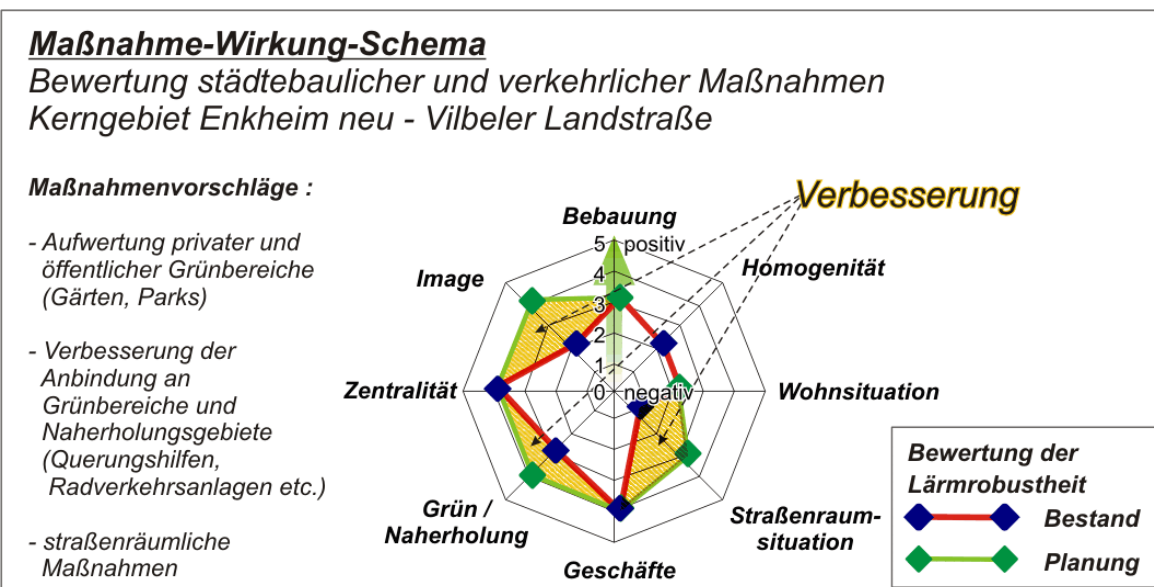 Maßnahme-Wirkung-Schema
Bewertung städtebaulicher und verkehrlicher Maßnahmen
Kerngebiet Enkheim neu - Vilbeler Landstraße
Maßnahmenvorschläge :
- Aufwertung privater und
öffentlicher Grünbereiche
(Gärten, Parks)
- Verbesserung der
Anbindung an
Grünbereiche und
Naherholungsgebiete
(Querungshilfen,
Radverkehrsanlagen etc.)
- straßenräumliche
Maßnahmen
Verbesserung
Bebauung
5 positiv
4
3
2
1
0 negativ
Homogenität
Wohnsituation
Straßenraum-
situation
Geschäfte
Grün /
Naherholung
Zentralität
Image
Bewertung der
Lärmrobustheit
Bestand
Planung